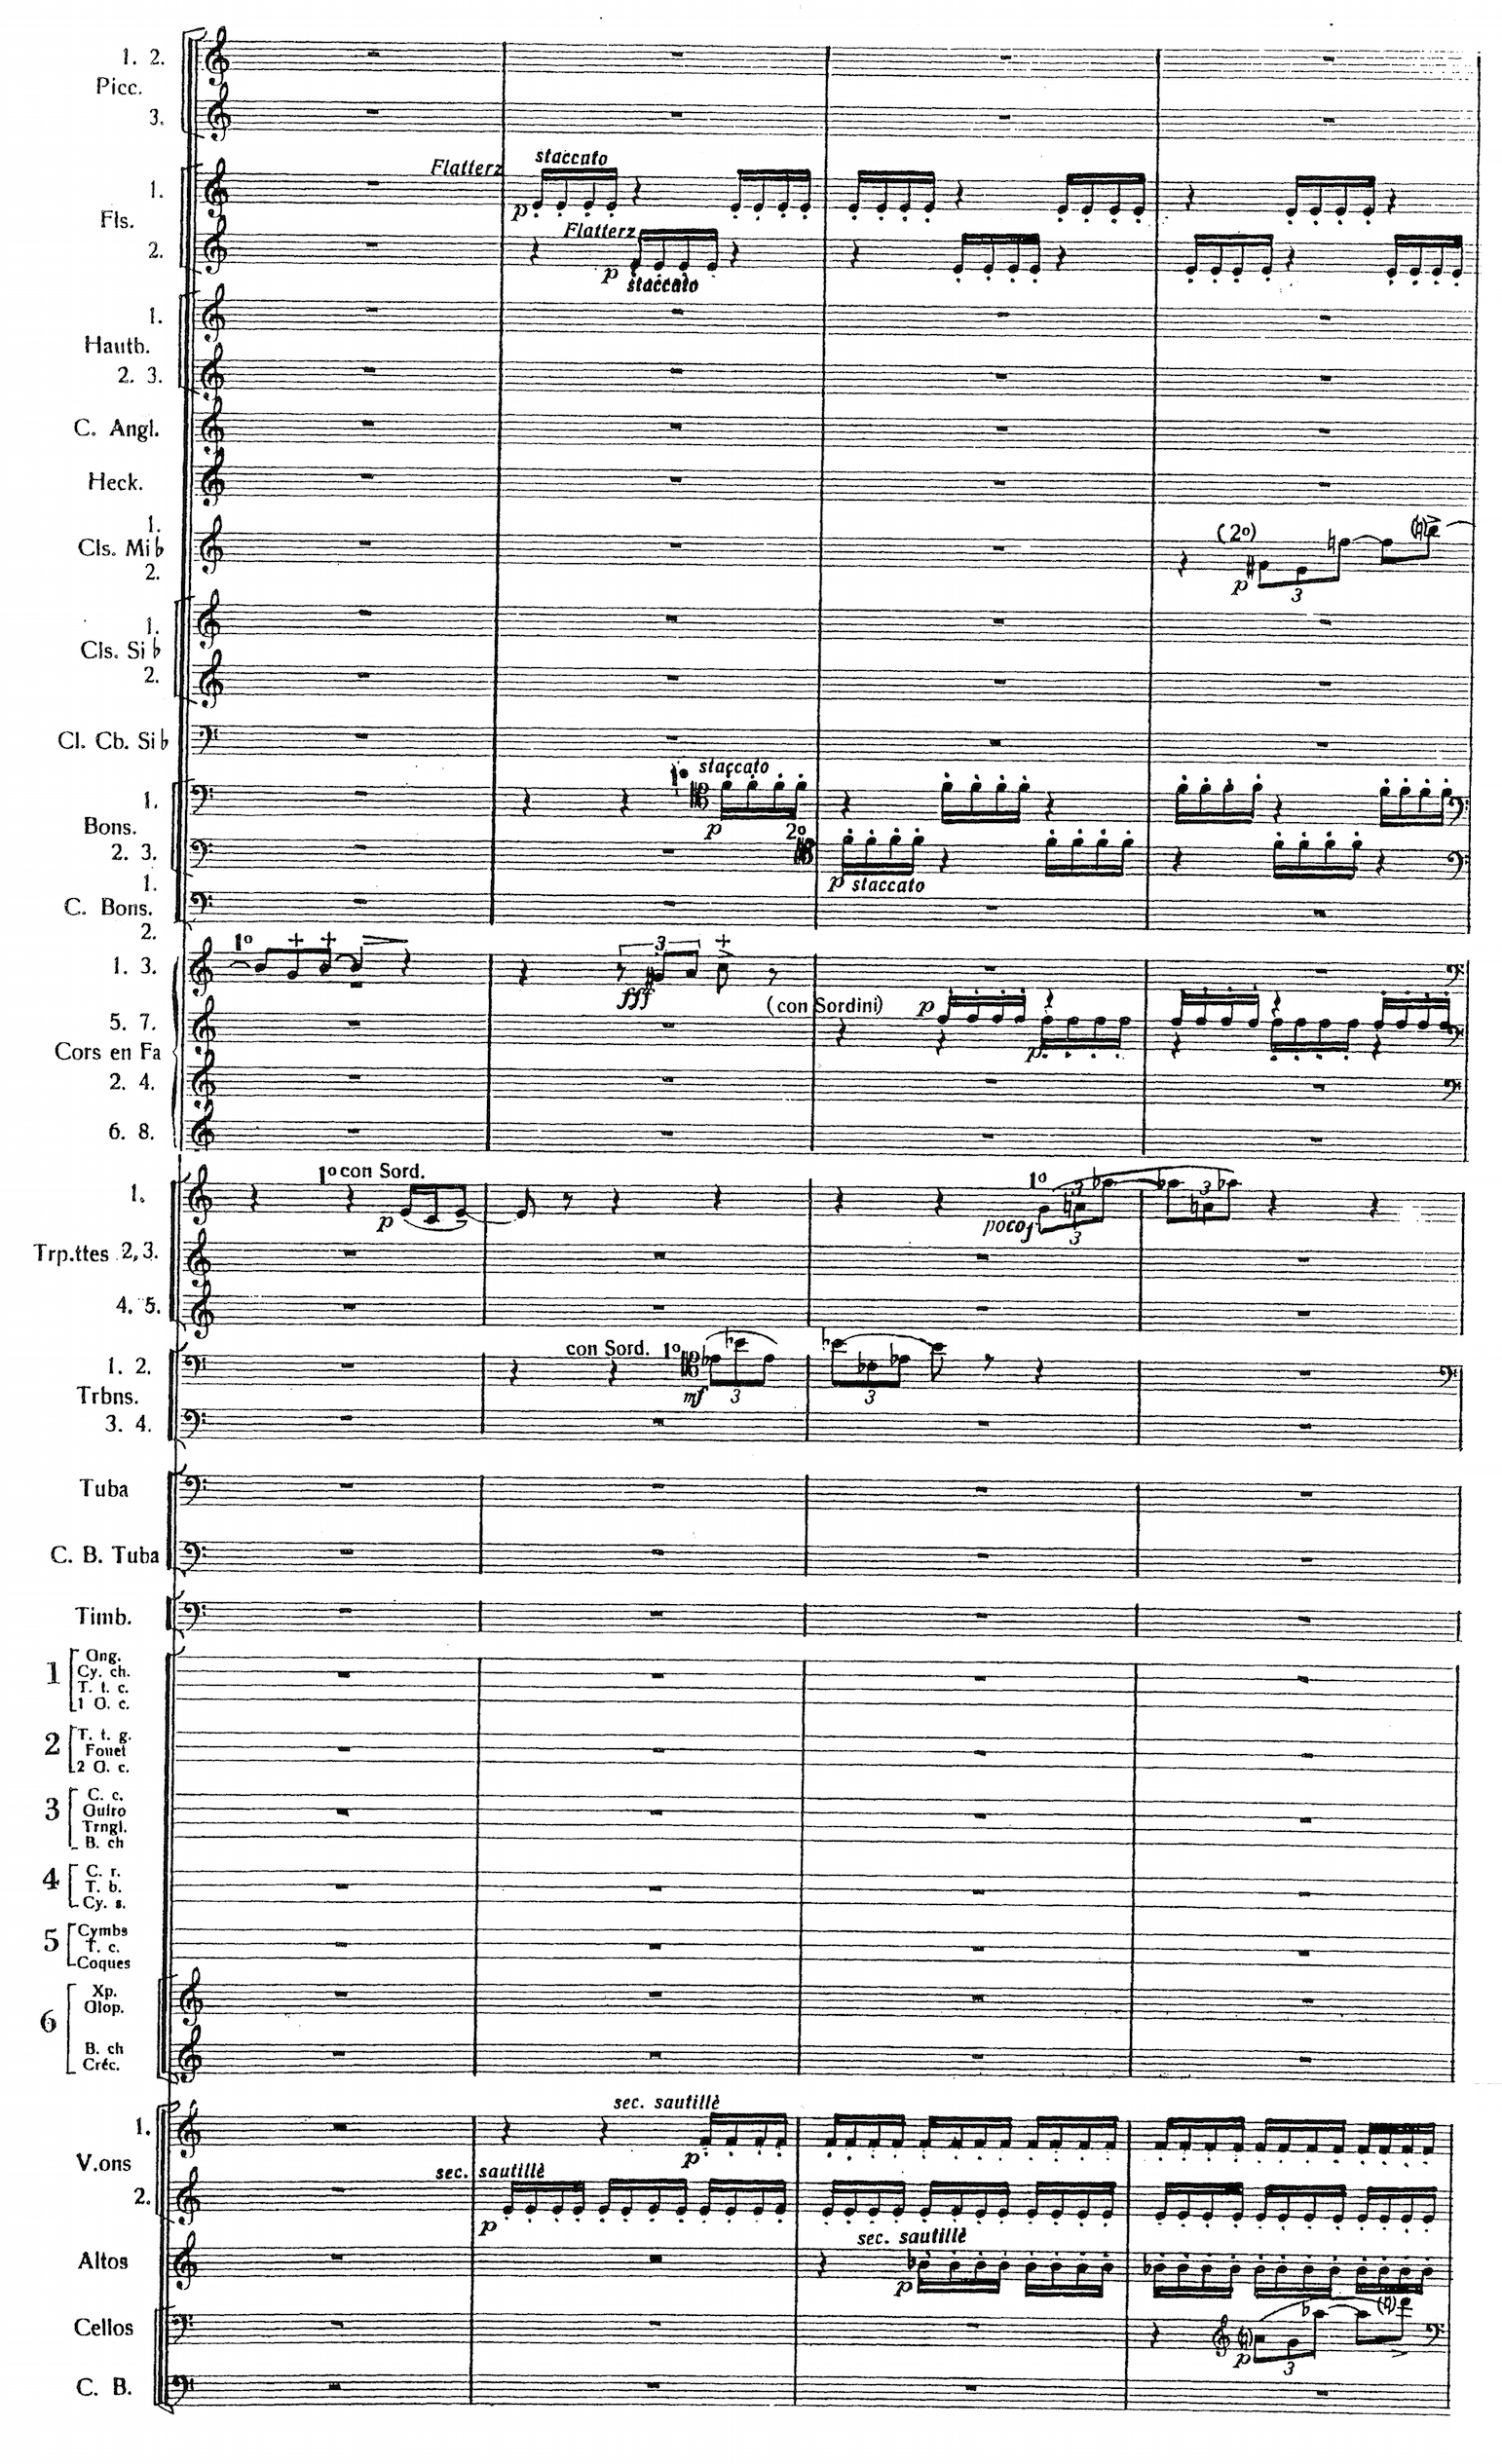 1. 2.
Picc.
3.
Flatterz staccato
1.
p
Fls.
Flatterz
2.
p staccato
1.
Hautb.
2. 3.
C. Angl.
Heck.
1.
Cls. Mi♭ (2º)
2.
p 3
1.
Cls. Si♭
2.
Cl. Cb. Si♭
1º staccato
1.
p
Bons.
2º
2. 3.
p staccato
1.
C. Bons.
2.
1º 3
1. 3.
fff
(con Sordini) p
5. 7.
p
Cors en Fa
2. 4.
6. 8.
1º con Sord. 1º
1. 3 3
p poco f 3
Trp.ttes 2, 3.
4. 5.
con Sord. 1º
1. 2.
mf 3 3
Trbns.
3. 4.
Tuba
C. B. Tuba
Timb.
1
Ong.
Cy. ch.
T. t. c.
1 O. c.
2
T. t. g.
Fouet
2 O. c.
3
C. c.
Guiro
Trngl.
B. ch
4
C. r.
T. b.
Cy. s.
5
Cymbs
T. c.
Coques
6
Xp.
Glop.
B. ch
Créc.
sec. sautillè
1.
p
V.ons
sec. sautillè
2.
p
sec. sautillè
Altos
p
Cellos
p 3
C. B.